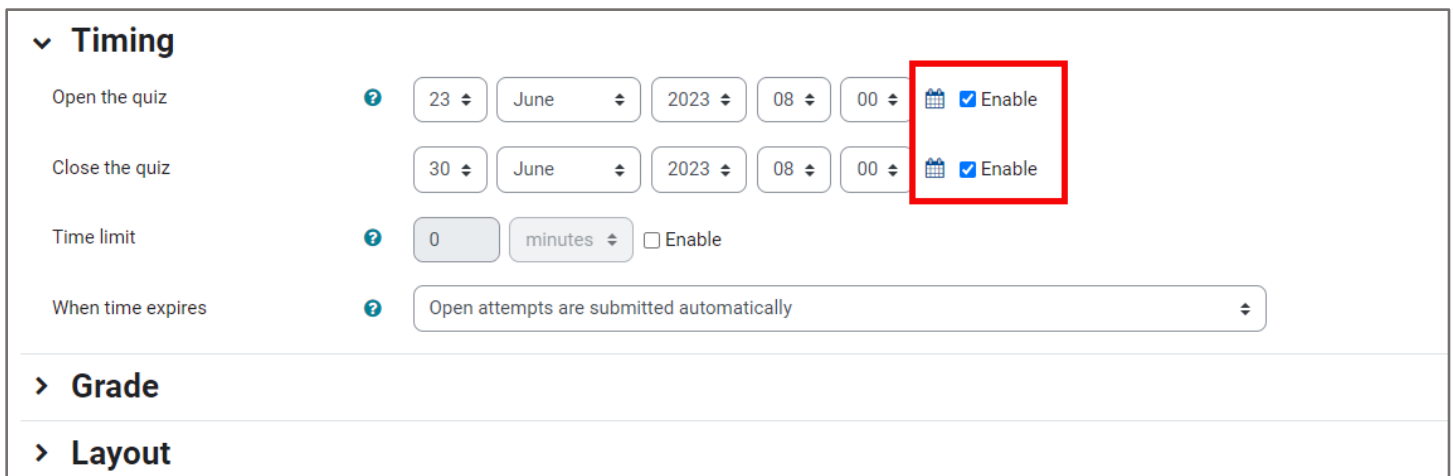 Timing
Open the quiz 23 June 2023 08 00 Enable
Close the quiz 30 June 2023 08 00 Enable
Time limit 0 minutes Enable
When time expires Open attempts are submitted automatically
Grade
Layout